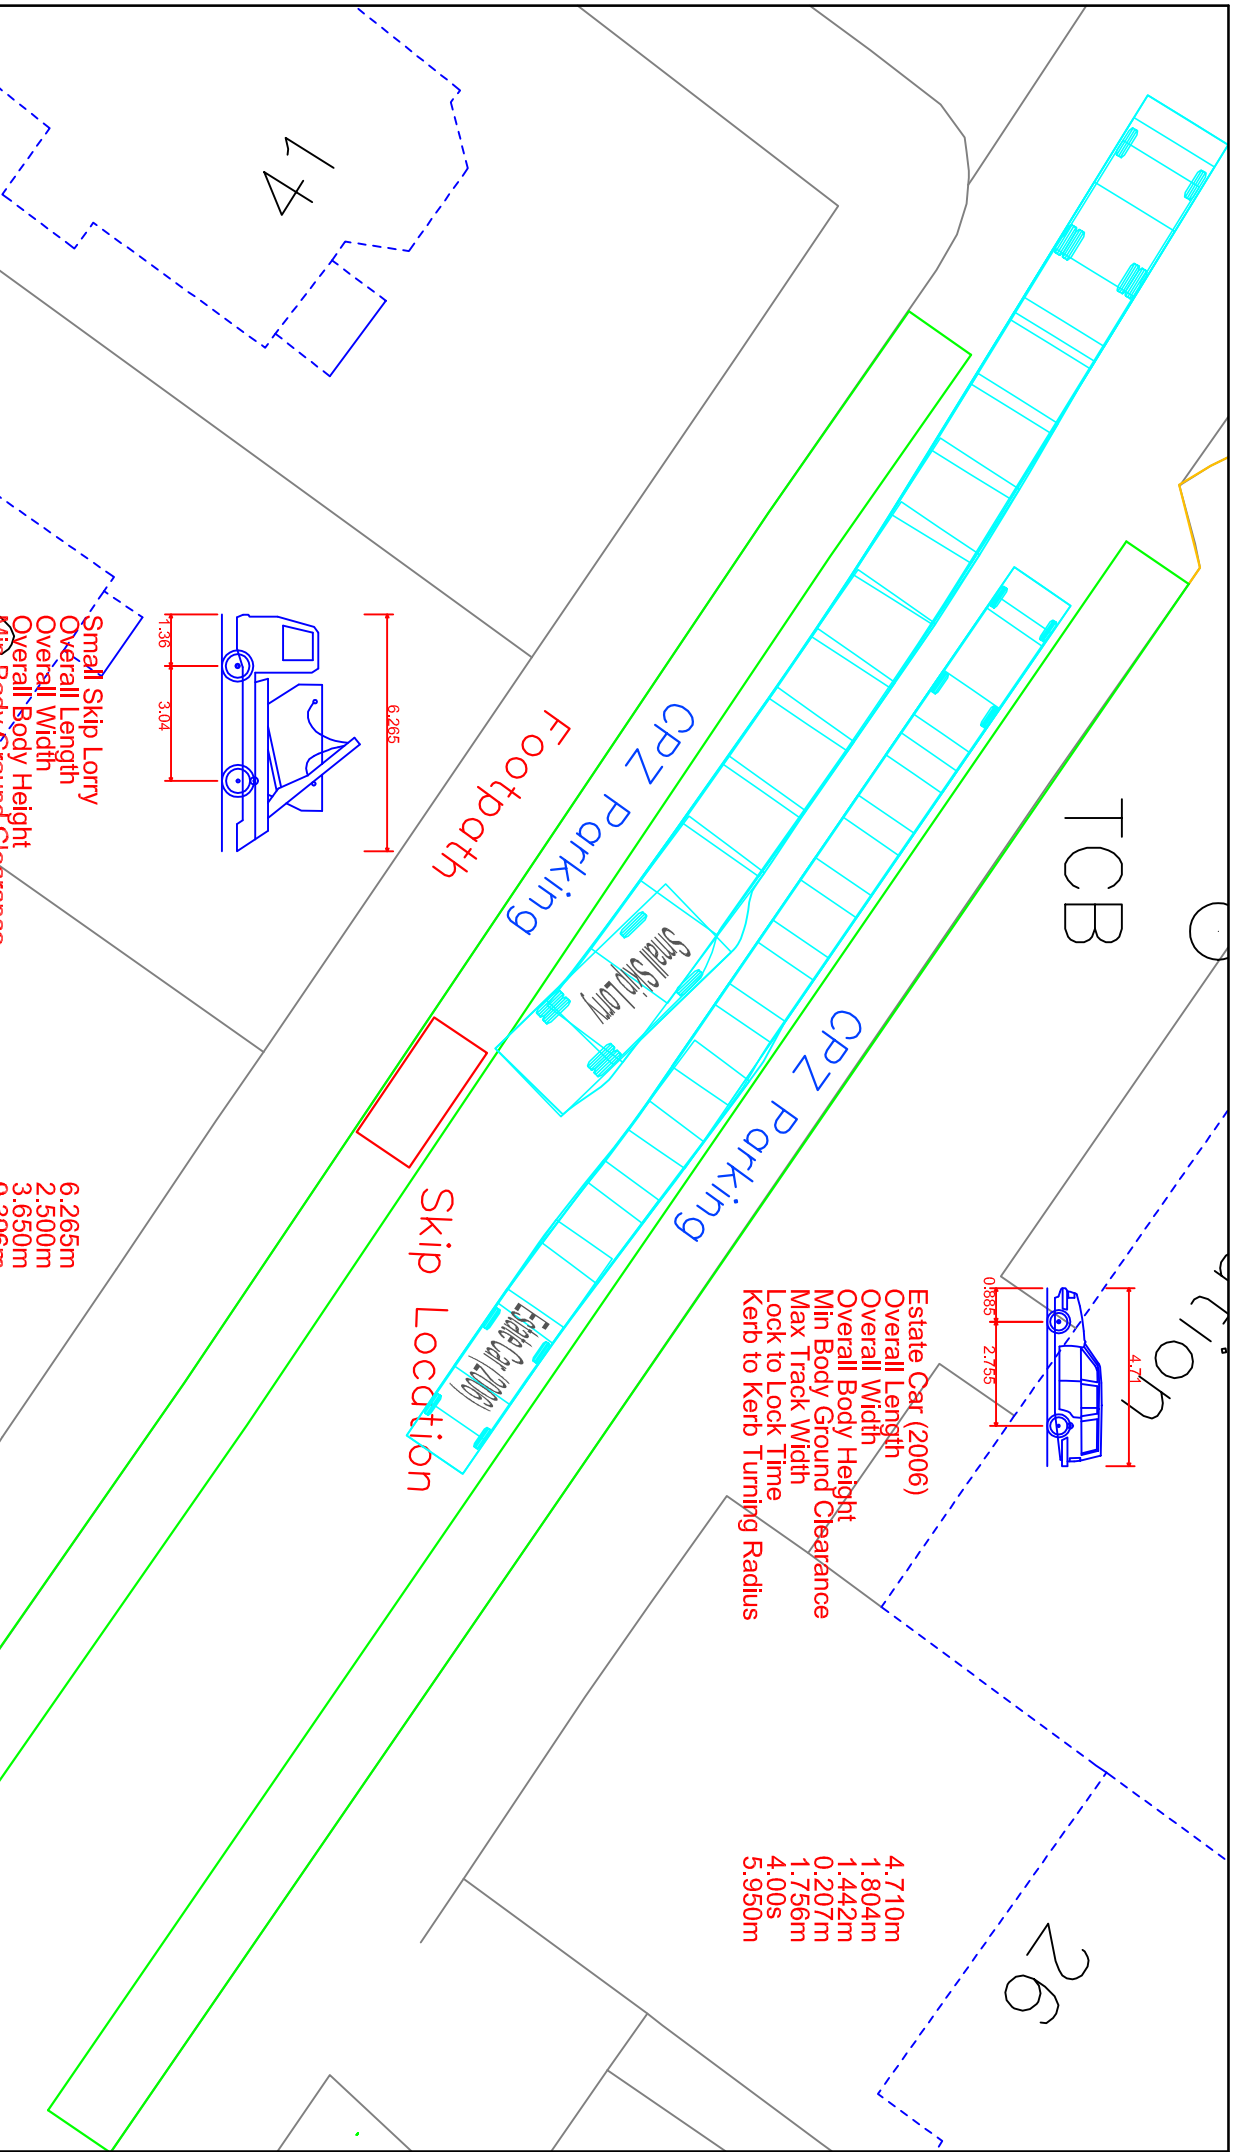 41
TCB
26
Footpath
CPZ Parking
CPZ Parking
Skip Location
Small Skip Lorry
Estate Car (2006)
6.265
1.36
3.04
Small Skip Lorry
Overall Length 6.265m
Overall Width 2.500m
Overall Body Height 3.650m
Min Body Ground Clearance
4.71
0.885
2.755
Estate Car (2006)
Overall Length 4.710m
Overall Width 1.804m
Overall Body Height 1.442m
Min Body Ground Clearance 0.207m
Max Track Width 1.756m
Lock to Lock Time 4.00s
Kerb to Kerb Turning Radius 5.950m